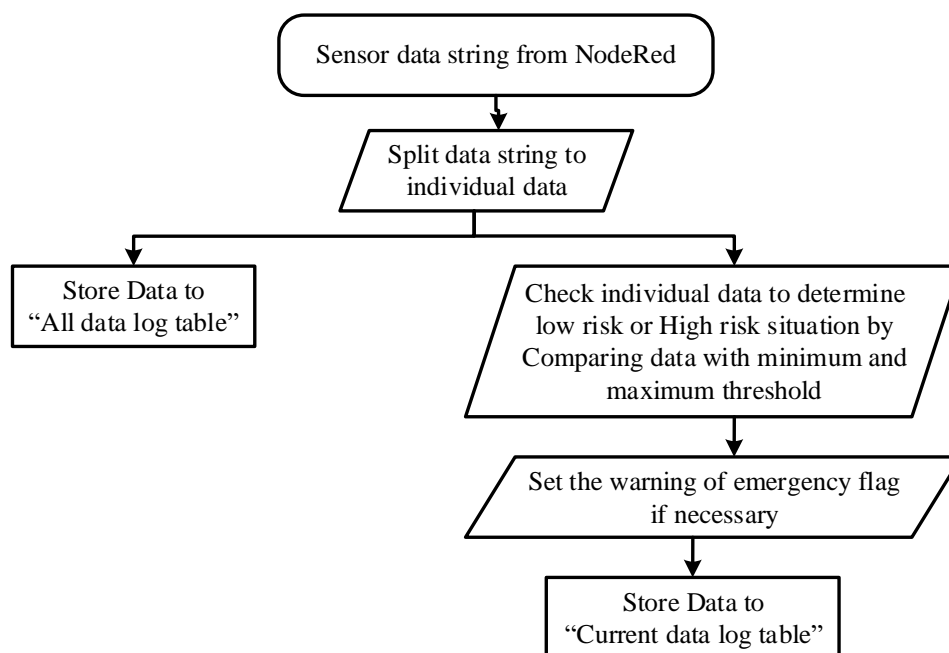 Sensor data string from NodeRed
Split data string to
individual data
Store Data to
“All data log table”
Check individual data to determine
low risk or High risk situation by
Comparing data with minimum and
maximum threshold
Set the warning of emergency flag
if necessary
Store Data to
“Current data log table”